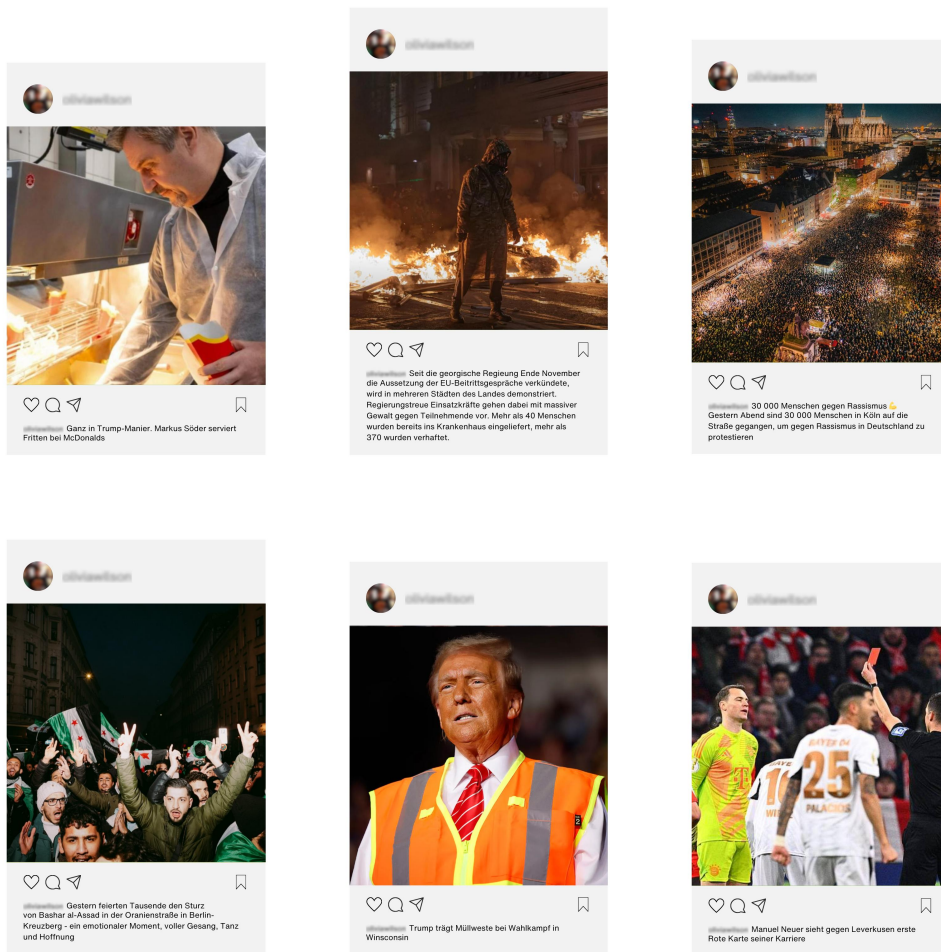 Ganz in Trump-Manier. Markus Söder serviert
Fritten bei McDonalds
Seit die georgische Regieung Ende November
die Aussetzung der EU-Beitrittsgespräche verkündete,
wird in mehreren Städten des Landes demonstriert.
Regierungstreue Einsatzkräfte gehen dabei mit massiver
Gewalt gegen Teilnehmende vor. Mehr als 40 Menschen
wurden bereits ins Krankenhaus eingeliefert, mehr als
370 wurden verhaftet.
30 000 Menschen gegen Rassismus 💪
Gestern Abend sind 30 000 Menschen in Köln auf die
Straße gegangen, um gegen Rassismus in Deutschland zu
protestieren
Gestern feierten Tausende den Sturz
von Bashar al-Assad in der Oranienstraße in Berlin-
Kreuzberg - ein emotionaler Moment, voller Gesang, Tanz
und Hoffnung
Trump trägt Müllweste bei Wahlkampf in
Winsconsin
BAYER 04
25
PALACIOS
Manuel Neuer sieht gegen Leverkusen erste
Rote Karte seiner Karriere